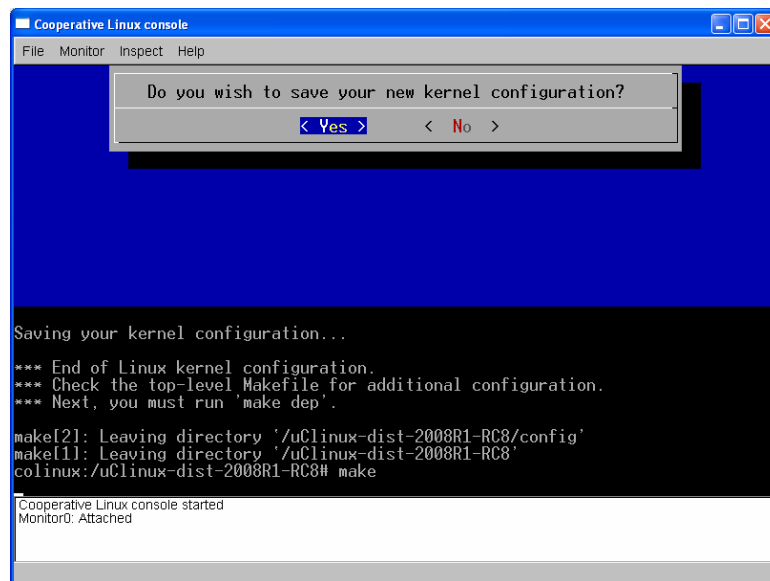 Cooperative Linux console
File Monitor Inspect Help
Do you wish to save your new kernel configuration?
< Yes > < No >
Saving your kernel configuration...
*** End of Linux kernel configuration.
*** Check the top-level Makefile for additional configuration.
*** Next, you must run 'make dep'.
make[2]: Leaving directory '/uClinux-dist-2008R1-RC8/config'
make[1]: Leaving directory '/uClinux-dist-2008R1-RC8'
colinux:/uClinux-dist-2008R1-RC8# make
Cooperative Linux console started
Monitor0: Attached